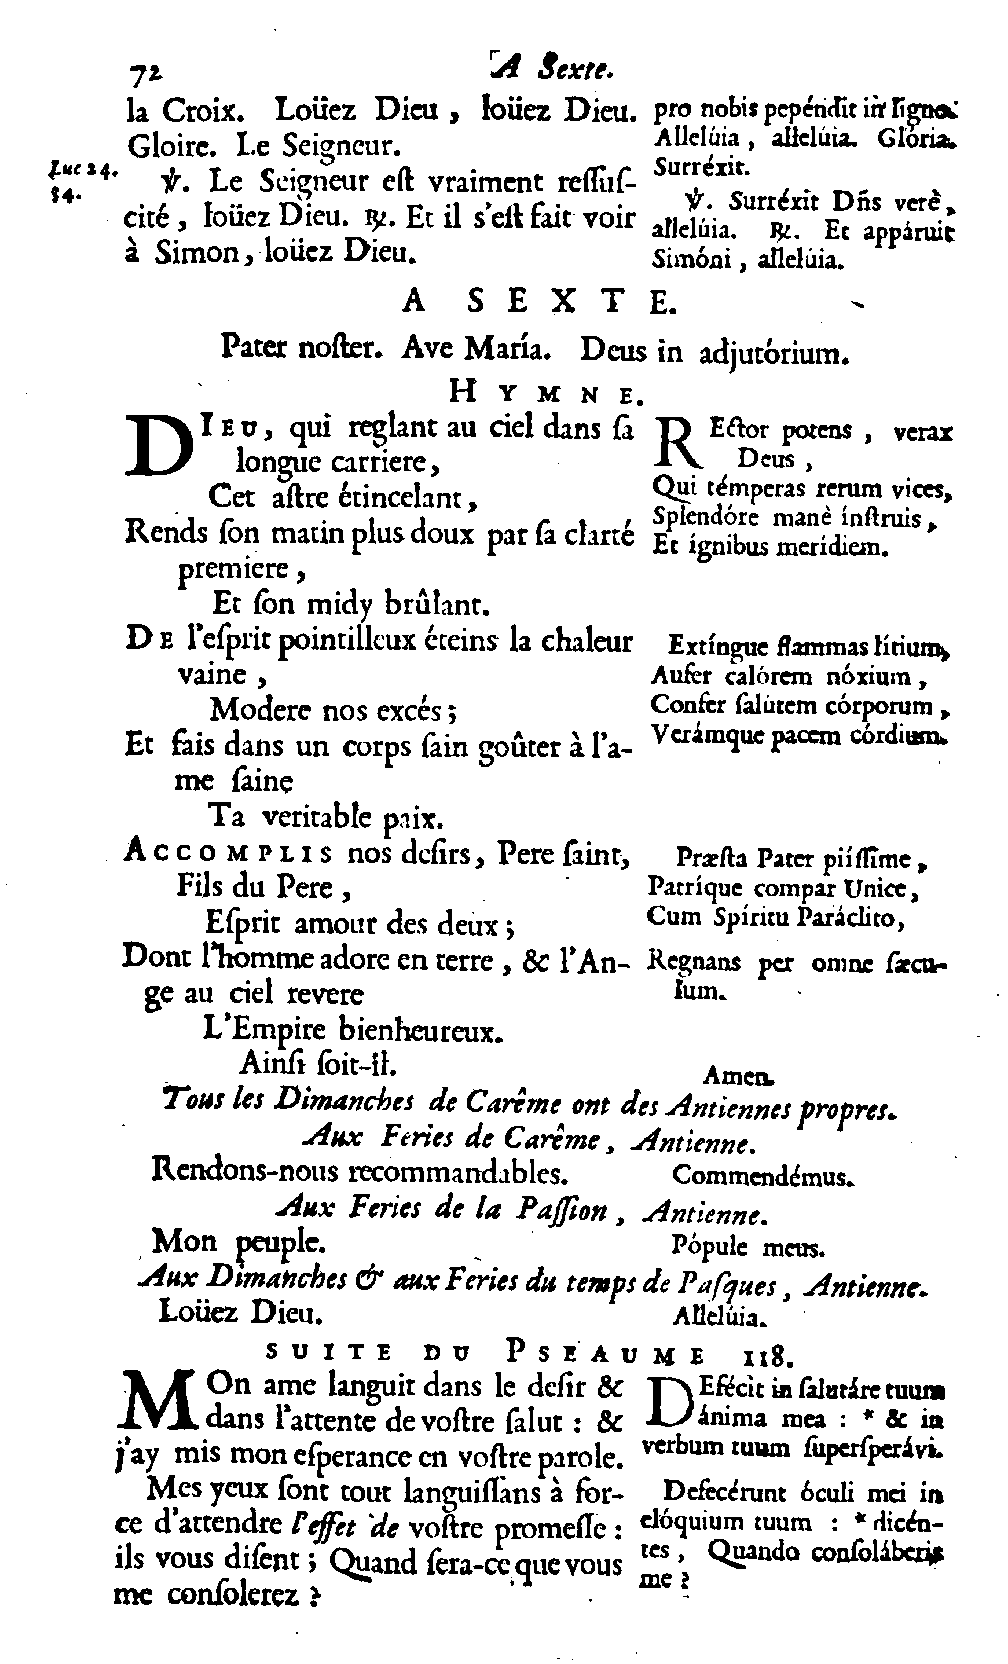 72 A Sexte.
la Croix. Loüez Dieu, loüez Dieu.
Gloire. Le Seigneur.
Luc 24.
34.
℣. Le Seigneur eſt vraiment reſſuſ-
cité, loüez Dieu. ℟. Et il s'eſt fait voir
à Simon, loüez Dieu.
pro nobis pepéndit in ligno:
Allelúia, allelúia. Glória.
Surréxit.
℣. Surréxit Dñs verè,
allelúia. ℟. Et appáruit
Simóni, allelúia.
A SEXTE.
Pater noſter. Ave María. Deus in adjutórium.
HYMNE.
DIEU, qui reglant au ciel dans ſa
longue carriere,
Cet aſtre étincelant,
Rends ſon matin plus doux par ſa clarté
premiere,
Et ſon midy brûlant.
DE l'eſprit pointilleux éteins la chaleur
vaine,
Modere nos excés;
Et fais dans un corps ſain goûter à l'a-
me ſaine
Ta veritable paix.
ACCOMPLIS nos deſirs, Pere ſaint,
Fils du Pere,
Eſprit amour des deux;
Dont l'homme adore en terre, & l'An-
ge au ciel revere
L'Empire bienheureux.
Ainſi ſoit-il.
REctor potens, verax
Deus,
Qui témperas rerum vices,
Splendóre manè ínſtruis,
Et ígnibus merídiem.
Extíngue flammas lítium,
Aufer calórem nóxium,
Confer ſalútem córporum,
Verámque pacem córdium.
Præſta Pater piíſſime,
Patríque compar Unice,
Cum Spíritu Paráclito,
Regnans per omne ſæcu-
lum.
Amen.
Tous les Dimanches de Carême ont des Antiennes propres.
Aux Feries de Carême, Antienne.
Rendons-nous recommandables. Commendémus.
Aux Feries de la Paſſion, Antienne.
Mon peuple. Pópule meus.
Aux Dimanches & aux Feries du temps de Paſques, Antienne.
Loüez Dieu. Allelúia.
SUITE DU PSEAUME 118.
MOn ame languit dans le deſir &
dans l'attente de voſtre ſalut: &
j'ay mis mon eſperance en voſtre parole.
Mes yeux ſont tout languiſſans à for-
ce d'attendre l'effet de voſtre promeſſe:
ils vous diſent; Quand ſera-ce que vous
me conſolerez?
DEfécit in ſalutáre tuum
ánima mea: * & in
verbum tuum ſuperſperávi.
Defecérunt óculi mei in
elóquium tuum: * dicén-
tes, Quando conſoláberis
me?